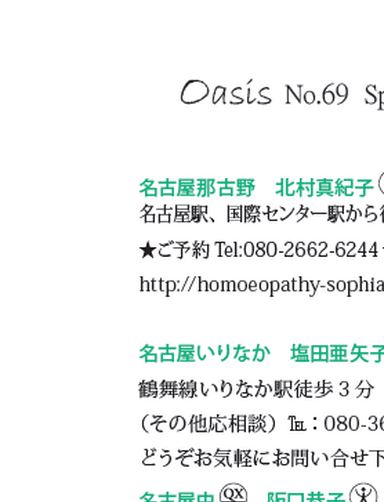 Oasis No.69 Sp
名古屋那古野 北村真紀子
名古屋駅、国際センター駅から
★ご予約 Tel:080-2662-6244
http://homoeopathy-sophia
名古屋いりなか 塩田亜矢子
鶴舞線いりなか駅徒歩 3 分
（その他応相談）℡：080-36
どうぞお気軽にお問い合せ下
名古屋中 QX 阪口恭子